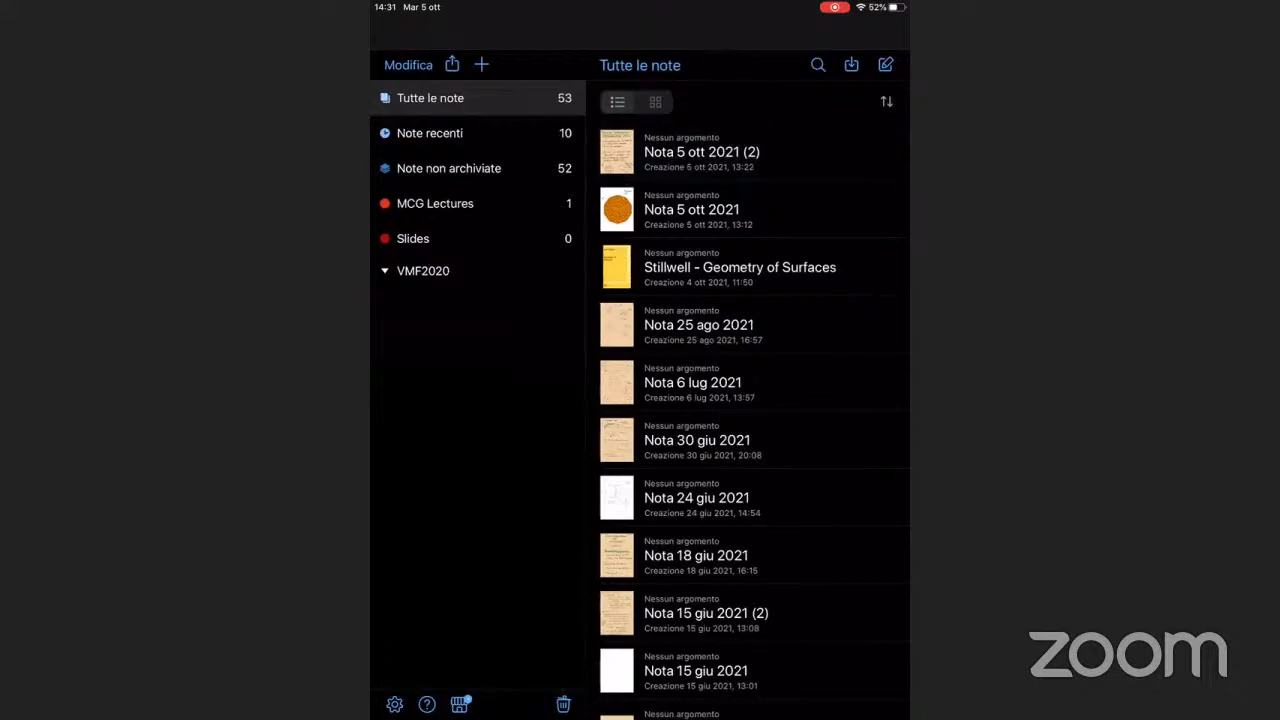 14:31 Mar 5 ott
52%
Modifica
Tutte le note
Tutte le note 53
Note recenti 10
Note non archiviate 52
MCG Lectures 1
Slides 0
VMF2020
Nessun argomento
Nota 5 ott 2021 (2)
Creazione 5 ott 2021, 13:22
Nessun argomento
Nota 5 ott 2021
Creazione 5 ott 2021, 13:12
Nessun argomento
Stillwell - Geometry of Surfaces
Creazione 4 ott 2021, 11:50
Nessun argomento
Nota 25 ago 2021
Creazione 25 ago 2021, 16:57
Nessun argomento
Nota 6 lug 2021
Creazione 6 lug 2021, 13:57
Nessun argomento
Nota 30 giu 2021
Creazione 30 giu 2021, 20:08
Nessun argomento
Nota 24 giu 2021
Creazione 24 giu 2021, 14:54
Nessun argomento
Nota 18 giu 2021
Creazione 18 giu 2021, 16:15
Nessun argomento
Nota 15 giu 2021 (2)
Creazione 15 giu 2021, 13:08
Nessun argomento
Nota 15 giu 2021
Creazione 15 giu 2021, 13:01
Nessun argomento
zoom